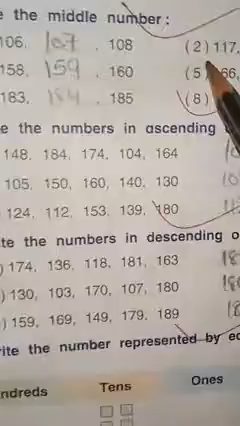 e the middle number:
106, 107, 108 (2) 117,
158, 159, 160 (5) 66,
183, 184, 185 (8)
e the numbers in ascending
148, 184, 174, 104, 164
105, 150, 160, 140, 130
124, 112, 153, 139, 180
te the numbers in descending o
) 174, 136, 118, 181, 163
) 130, 103, 170, 107, 180
) 159, 169, 149, 179, 189
rite the number represented by e
ndreds Tens Ones